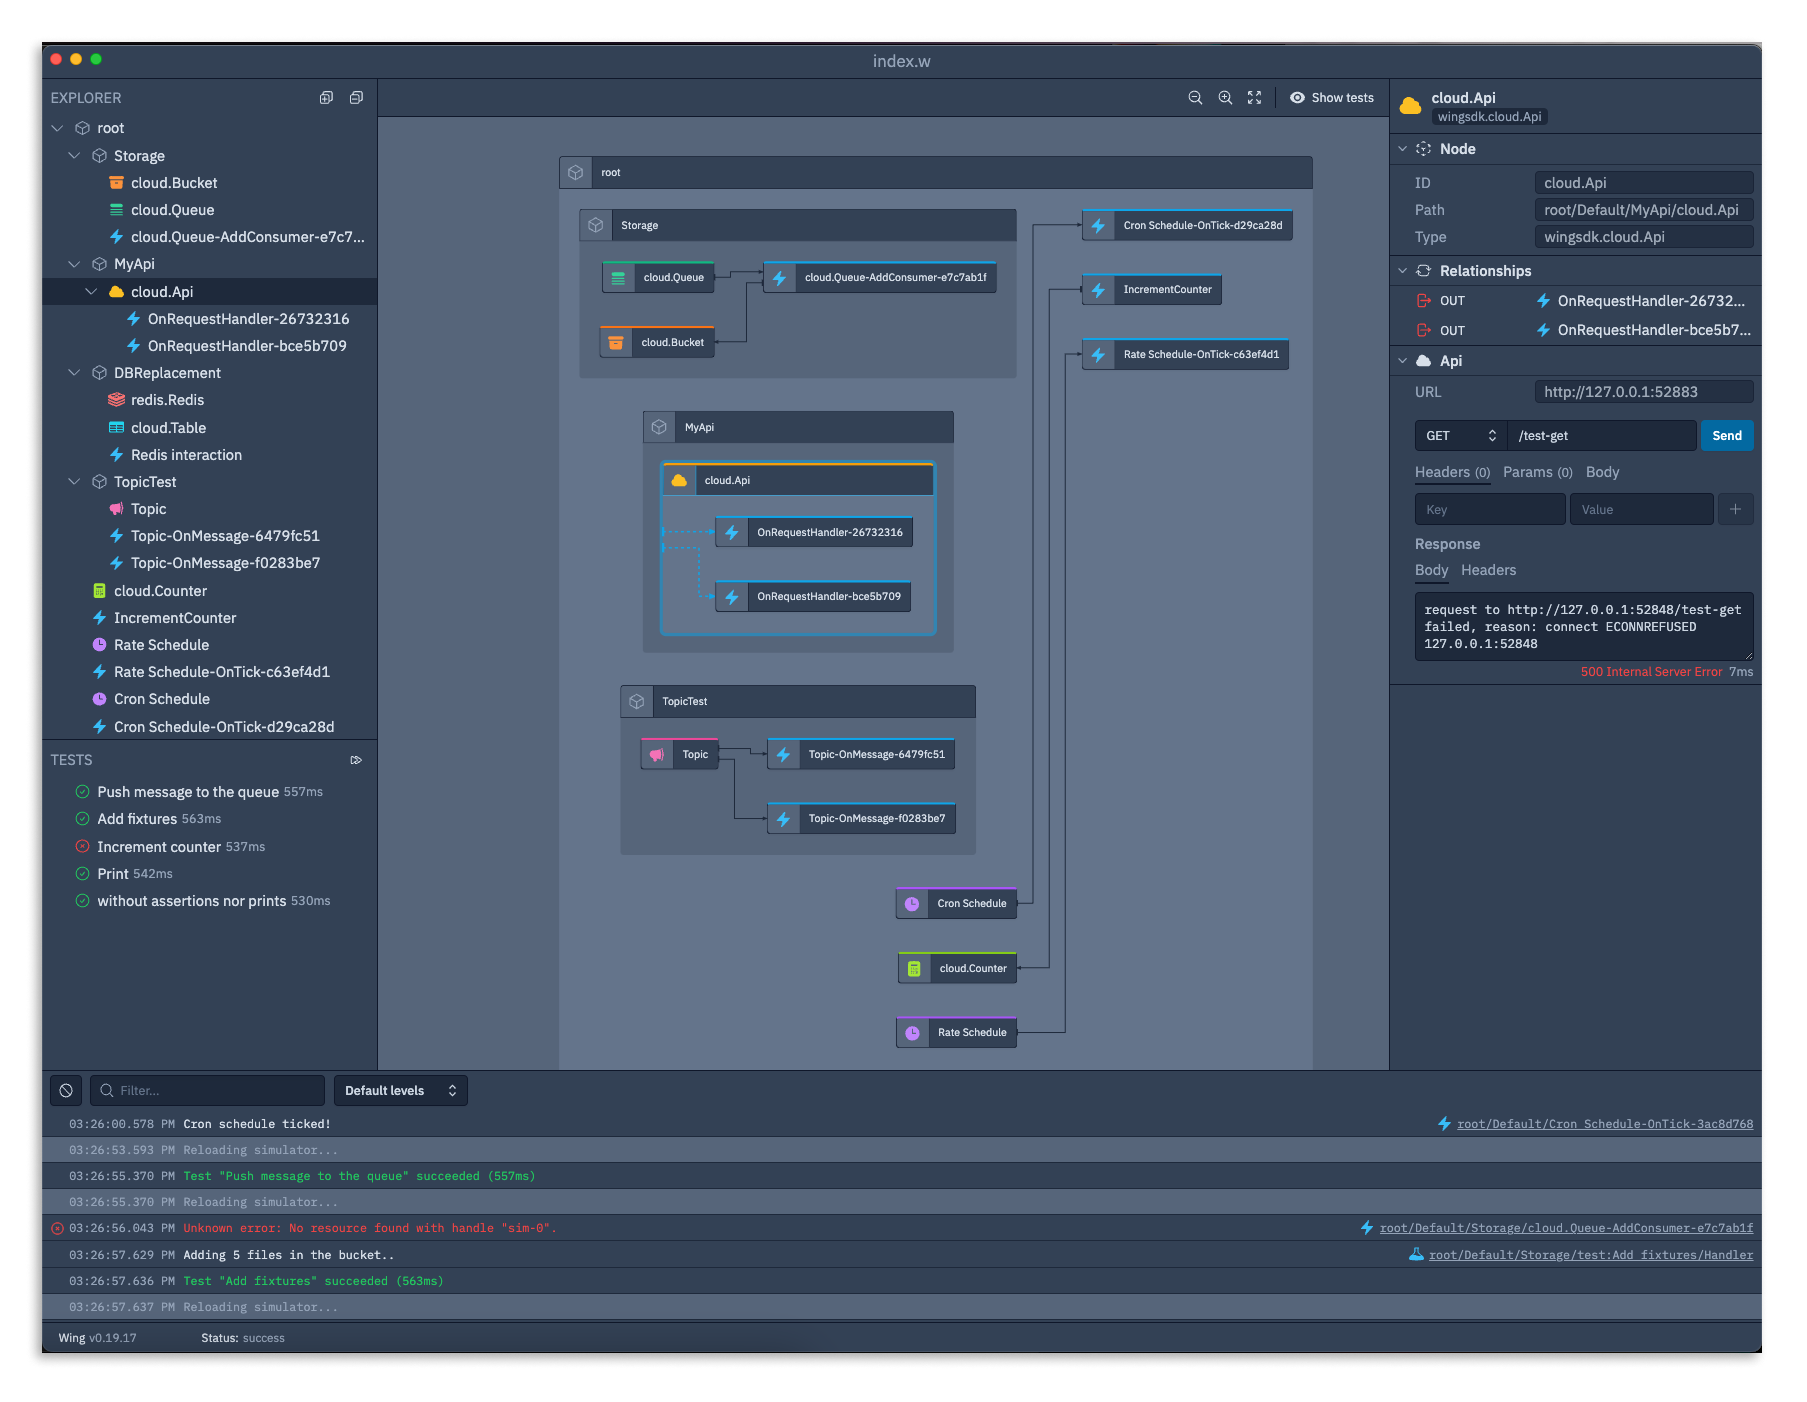 index.w
EXPLORER
root
Storage
cloud.Bucket
cloud.Queue
cloud.Queue-AddConsumer-e7c7...
MyApi
cloud.Api
OnRequestHandler-26732316
OnRequestHandler-bce5b709
DBReplacement
redis.Redis
cloud.Table
Redis interaction
TopicTest
Topic
Topic-OnMessage-6479fc51
Topic-OnMessage-f0283be7
cloud.Counter
IncrementCounter
Rate Schedule
Rate Schedule-OnTick-c63ef4d1
Cron Schedule
Cron Schedule-OnTick-d29ca28d
TESTS
Push message to the queue 557ms
Add fixtures 563ms
Increment counter 537ms
Print 542ms
without assertions nor prints 530ms
Show tests
root
Storage
cloud.Queue
cloud.Queue-AddConsumer-e7c7ab1f
cloud.Bucket
Cron Schedule-OnTick-d29ca28d
IncrementCounter
Rate Schedule-OnTick-c63ef4d1
MyApi
cloud.Api
OnRequestHandler-26732316
OnRequestHandler-bce5b709
TopicTest
Topic
Topic-OnMessage-6479fc51
Topic-OnMessage-f0283be7
Cron Schedule
cloud.Counter
Rate Schedule
cloud.Api
wingsdk.cloud.Api
Node
ID cloud.Api
Path root/Default/MyApi/cloud.Api
Type wingsdk.cloud.Api
Relationships
OUT OnRequestHandler-26732...
OUT OnRequestHandler-bce5b7...
Api
URL http://127.0.0.1:52883
GET /test-get Send
Headers (0) Params (0) Body
Key Value +
Response
Body Headers
request to http://127.0.0.1:52848/test-get
failed, reason: connect ECONNREFUSED
127.0.0.1:52848
500 Internal Server Error 7ms
Filter... Default levels
03:26:00.578 PM Cron schedule ticked! root/Default/Cron Schedule-OnTick-3ac8d768
03:26:53.593 PM Reloading simulator...
03:26:55.370 PM Test "Push message to the queue" succeeded (557ms)
03:26:55.370 PM Reloading simulator...
03:26:56.043 PM Unknown error: No resource found with handle "sim-0". root/Default/Storage/cloud.Queue-AddConsumer-e7c7ab1f
03:26:57.629 PM Adding 5 files in the bucket.. root/Default/Storage/test:Add fixtures/Handler
03:26:57.636 PM Test "Add fixtures" succeeded (563ms)
03:26:57.637 PM Reloading simulator...
Wing v0.19.17 Status: success